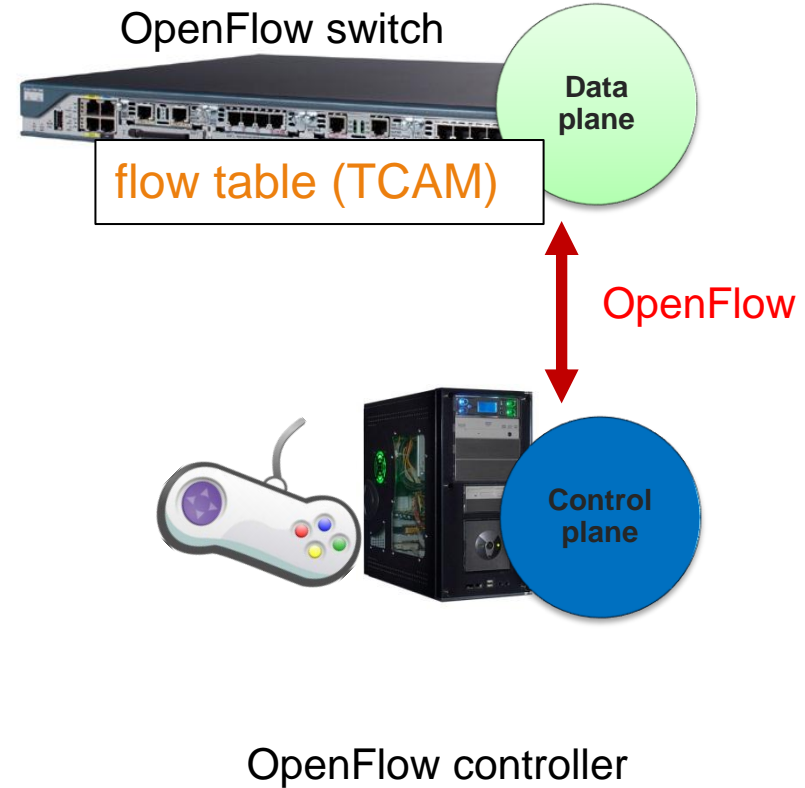 OpenFlow switch
Data
plane
flow table (TCAM)
OpenFlow
Control
plane
OpenFlow controller